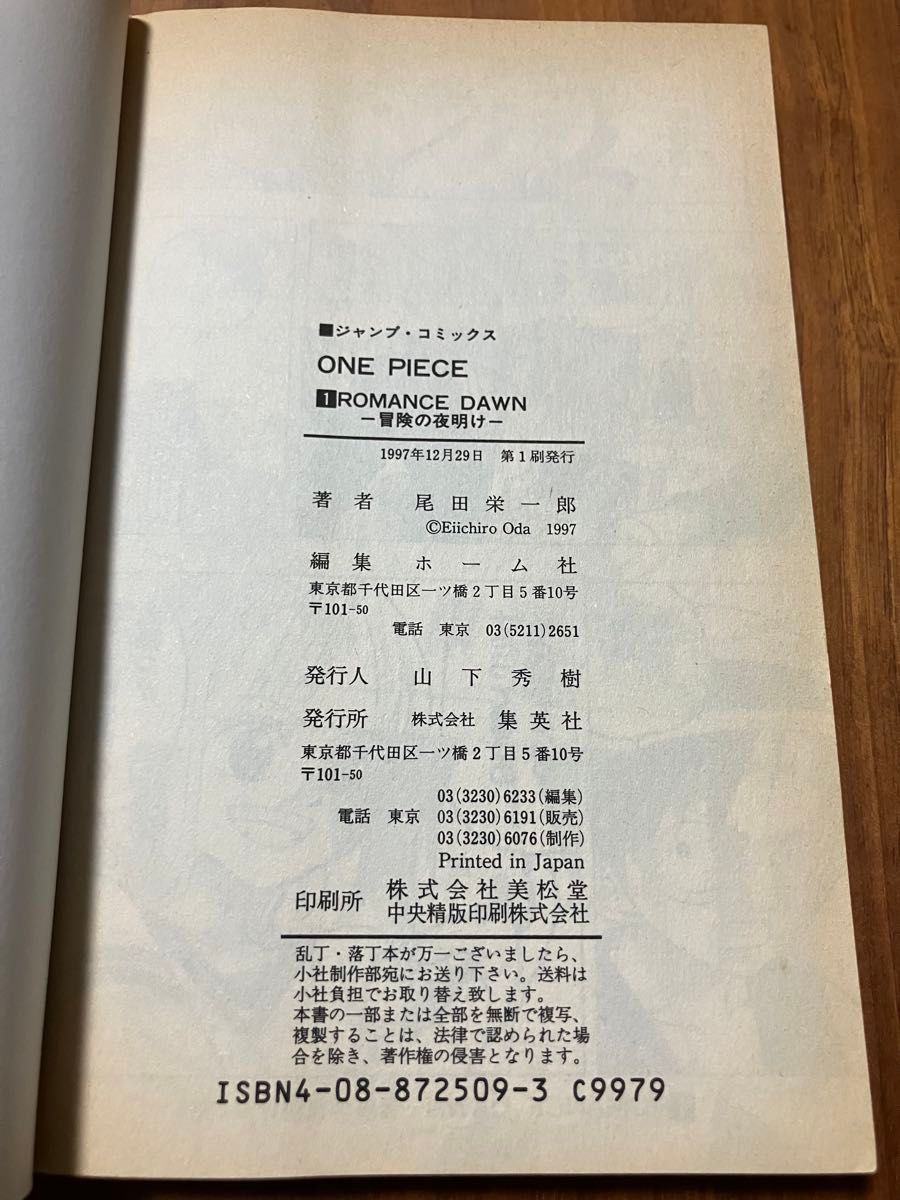 ■ジャンプ・コミックス
ONE PIECE
1 ROMANCE DAWN
―冒険の夜明け―
1997年12月29日 第1刷発行
著者 尾田栄一郎
©Eiichiro Oda 1997
編集 ホーム社
東京都千代田区一ツ橋2丁目5番10号
〒101-50
電話 東京 03(5211)2651
発行人 山下秀樹
発行所 株式会社 集英社
東京都千代田区一ツ橋2丁目5番10号
〒101-50
03(3230)6233(編集)
電話 東京 03(3230)6191(販売)
03(3230)6076(制作)
Printed in Japan
印刷所 株式会社美松堂
中央精版印刷株式会社
乱丁・落丁本が万一ございましたら、
小社制作部宛にお送り下さい。送料は
小社負担でお取り替え致します。
本書の一部または全部を無断で複写、
複製することは、法律で認められた場
合を除き、著作権の侵害となります。
ISBN4-08-872509-3 C9979